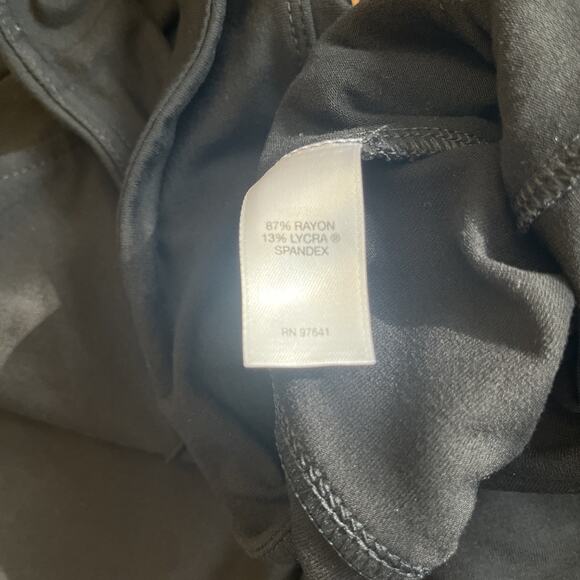 87% RAYON
13% LYCRA ®
SPANDEX
RN 97641